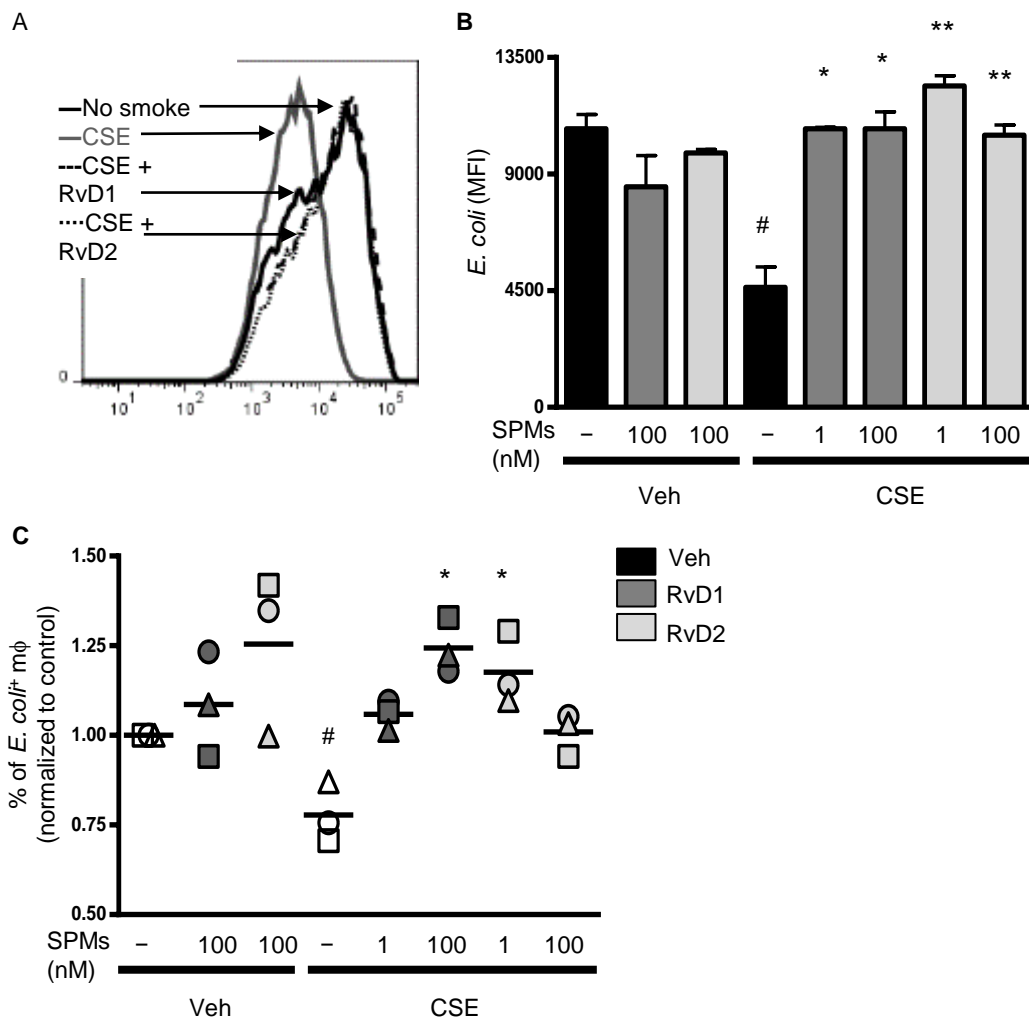 A
No smoke
CSE
CSE +
RvD1
CSE +
RvD2
0
10¹ 10² 10³ 10⁴ 10⁵
B
E. coli (MFI)
13500
9000
4500
0
#
* * ** **
SPMs (nM)
– 100 100 – 1 100 1 100
Veh CSE
C
% of E. coli⁺ mϕ
(normalized to control)
1.50
1.25
1.00
0.75
0.50
#
* *
Veh
RvD1
RvD2
SPMs (nM)
– 100 100 – 1 100 1 100
Veh CSE